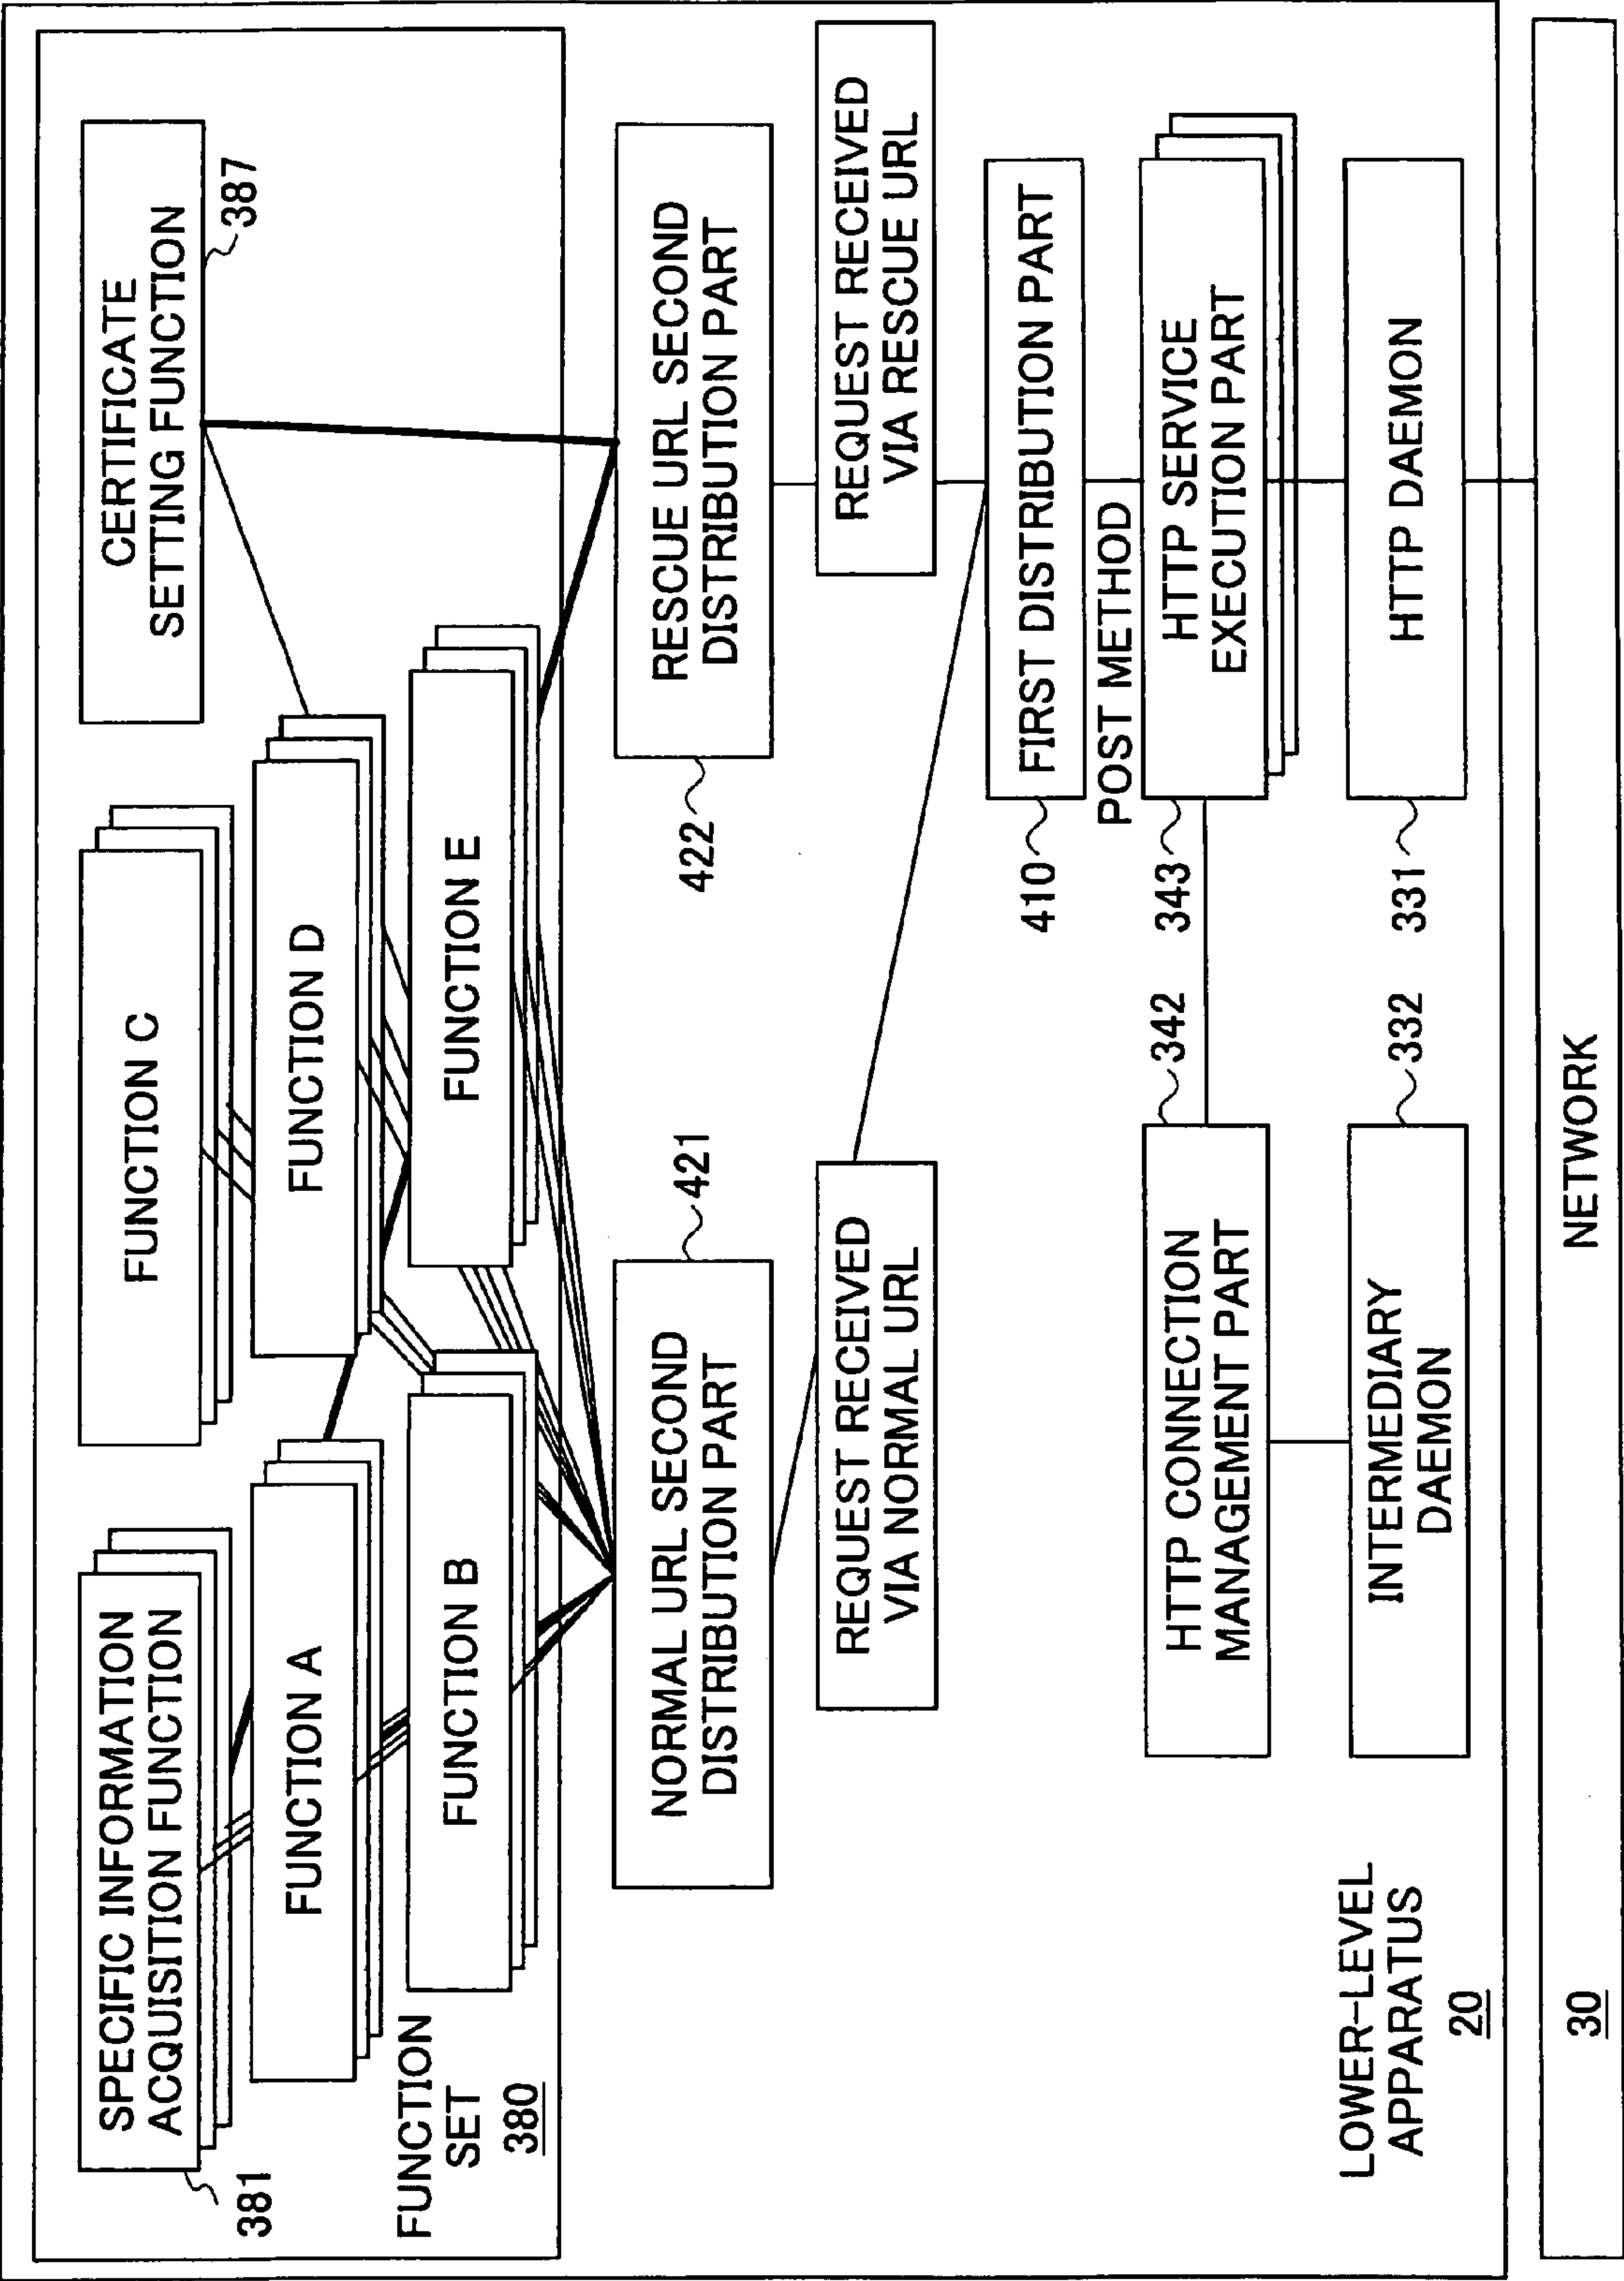 SPECIFIC INFORMATION
ACQUISITION FUNCTION
381
FUNCTION C
CERTIFICATE
SETTING FUNCTION
387
FUNCTION A
FUNCTION D
FUNCTION B
FUNCTION E
FUNCTION
SET
380
NORMAL URL SECOND
DISTRIBUTION PART
421
RESCUE URL SECOND
DISTRIBUTION PART
422
REQUEST RECEIVED
VIA NORMAL URL
REQUEST RECEIVED
VIA RESCUE URL
FIRST DISTRIBUTION PART
410
POST METHOD
HTTP CONNECTION
MANAGEMENT PART
342
HTTP SERVICE
EXECUTION PART
343
INTERMEDIARY
DAEMON
332
HTTP DAEMON
331
LOWER-LEVEL
APPARATUS
20
NETWORK
30